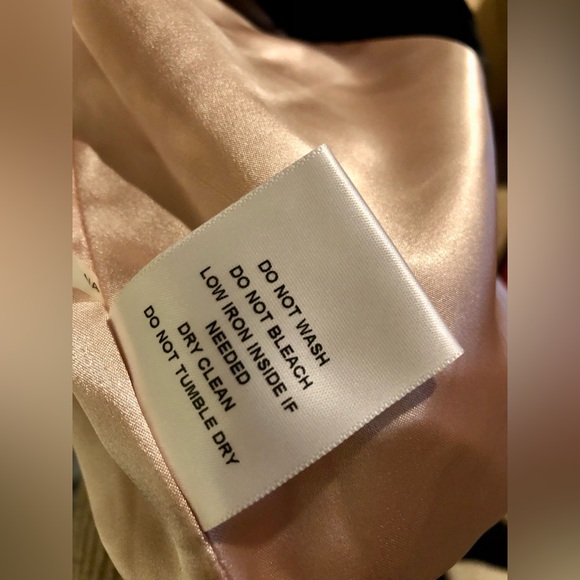 DO NOT WASH
DO NOT BLEACH
LOW IRON INSIDE IF
NEEDED
DRY CLEAN
DO NOT TUMBLE DRY